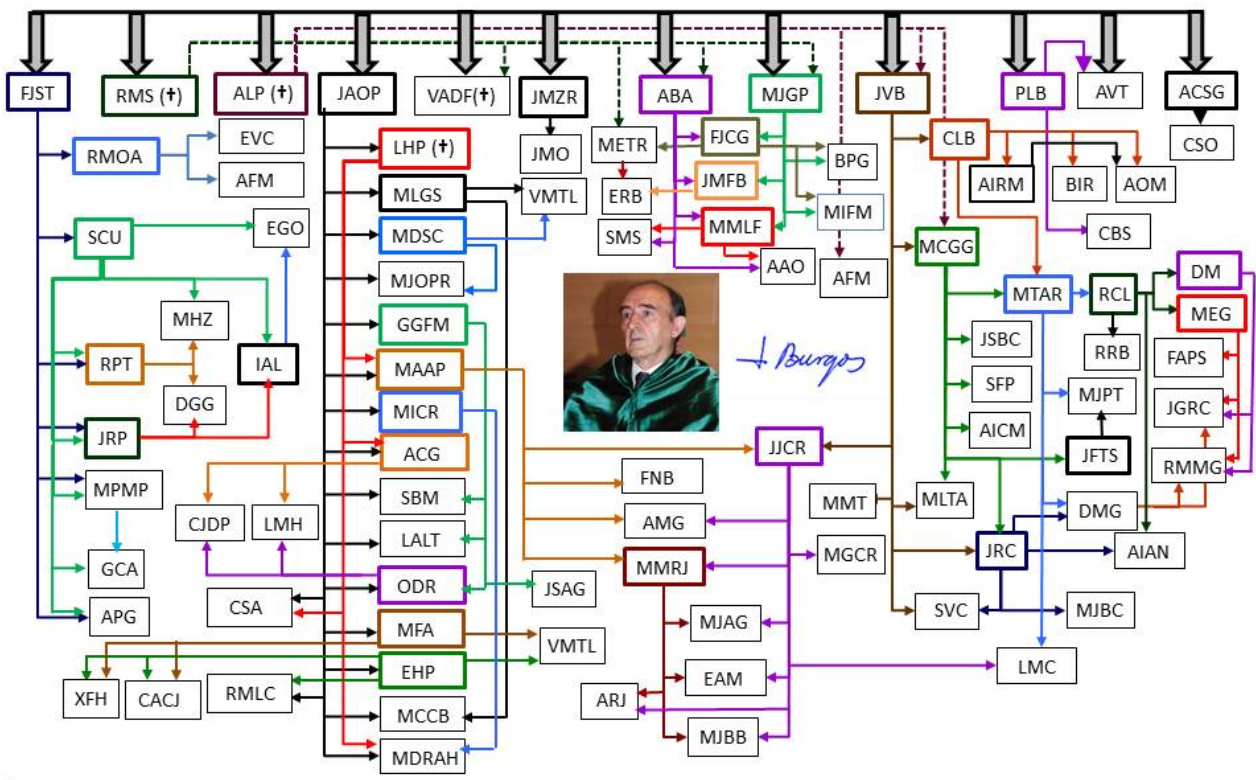 FJST RMS (✝) ALP (✝) JAOP VADF(✝) JMZR ABA MJGP JVB PLB AVT ACSG
RMOA EVC LHP (✝) JMO METR FJCG BPG CLB CSO
AFM MLGS VMTL ERB JMFB MIFM AIRM BIR AOM
SCU EGO MDSC SMS MMLF AAO AFM MCGG CBS
MJOPR MTAR RCL DM
MHZ GGFM MEG
RPT IAL MAAP J. Burgos JSBC RRB FAPS
DGG MICR SFP MJPT JGRC
JRP ACG JJCR AICM JFTS RMMG
MPMP SBM FNB MMT MLTA
CJDP LMH LALT AMG DMG
GCA ODR MMRJ MGCR JRC AIAN
APG CSA JSAG SVC MJBC
MFA VMTL MJAG
EHP EAM LMC
XFH CACJ RMLC ARJ
MCCB MJBB
MDRAH